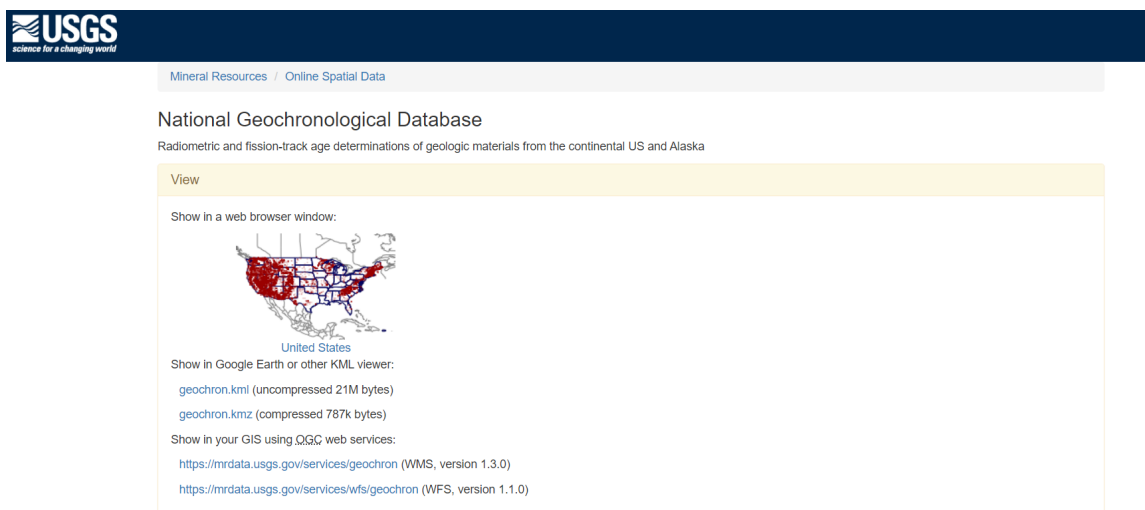 USGS
science for a changing world
Mineral Resources / Online Spatial Data
National Geochronological Database
Radiometric and fission-track age determinations of geologic materials from the continental US and Alaska
View
Show in a web browser window:
United States
Show in Google Earth or other KML viewer:
geochron.kml (uncompressed 21M bytes)
geochron.kmz (compressed 787k bytes)
Show in your GIS using OGC web services:
https://mrdata.usgs.gov/services/geochron (WMS, version 1.3.0)
https://mrdata.usgs.gov/services/wfs/geochron (WFS, version 1.1.0)